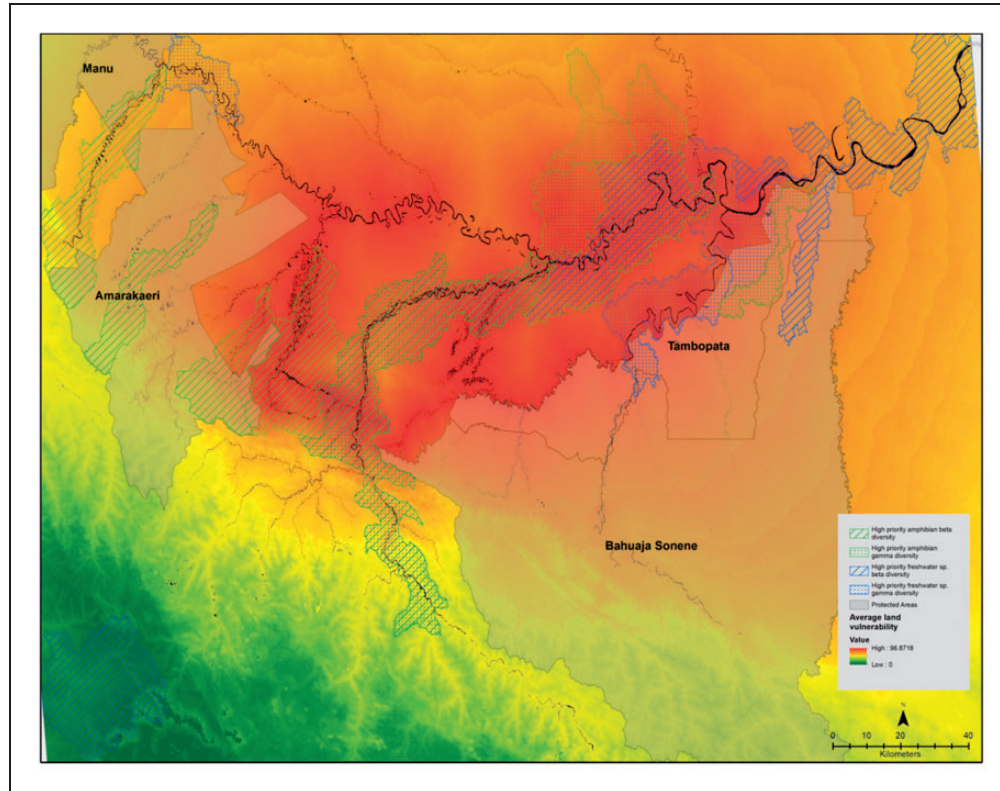 Manu
Amarakaeri
Tambopata
Bahuaja Sonene
High priority amphibian beta
diversity
High priority amphibian
gamma diversity
High priority freshwater sp.
beta diversity
High priority freshwater sp.
gamma diversity
Protected Areas
Average land
vulnerability
Value
High : 96.8718
Low : 0
N
0 10 20 40
Kilometers